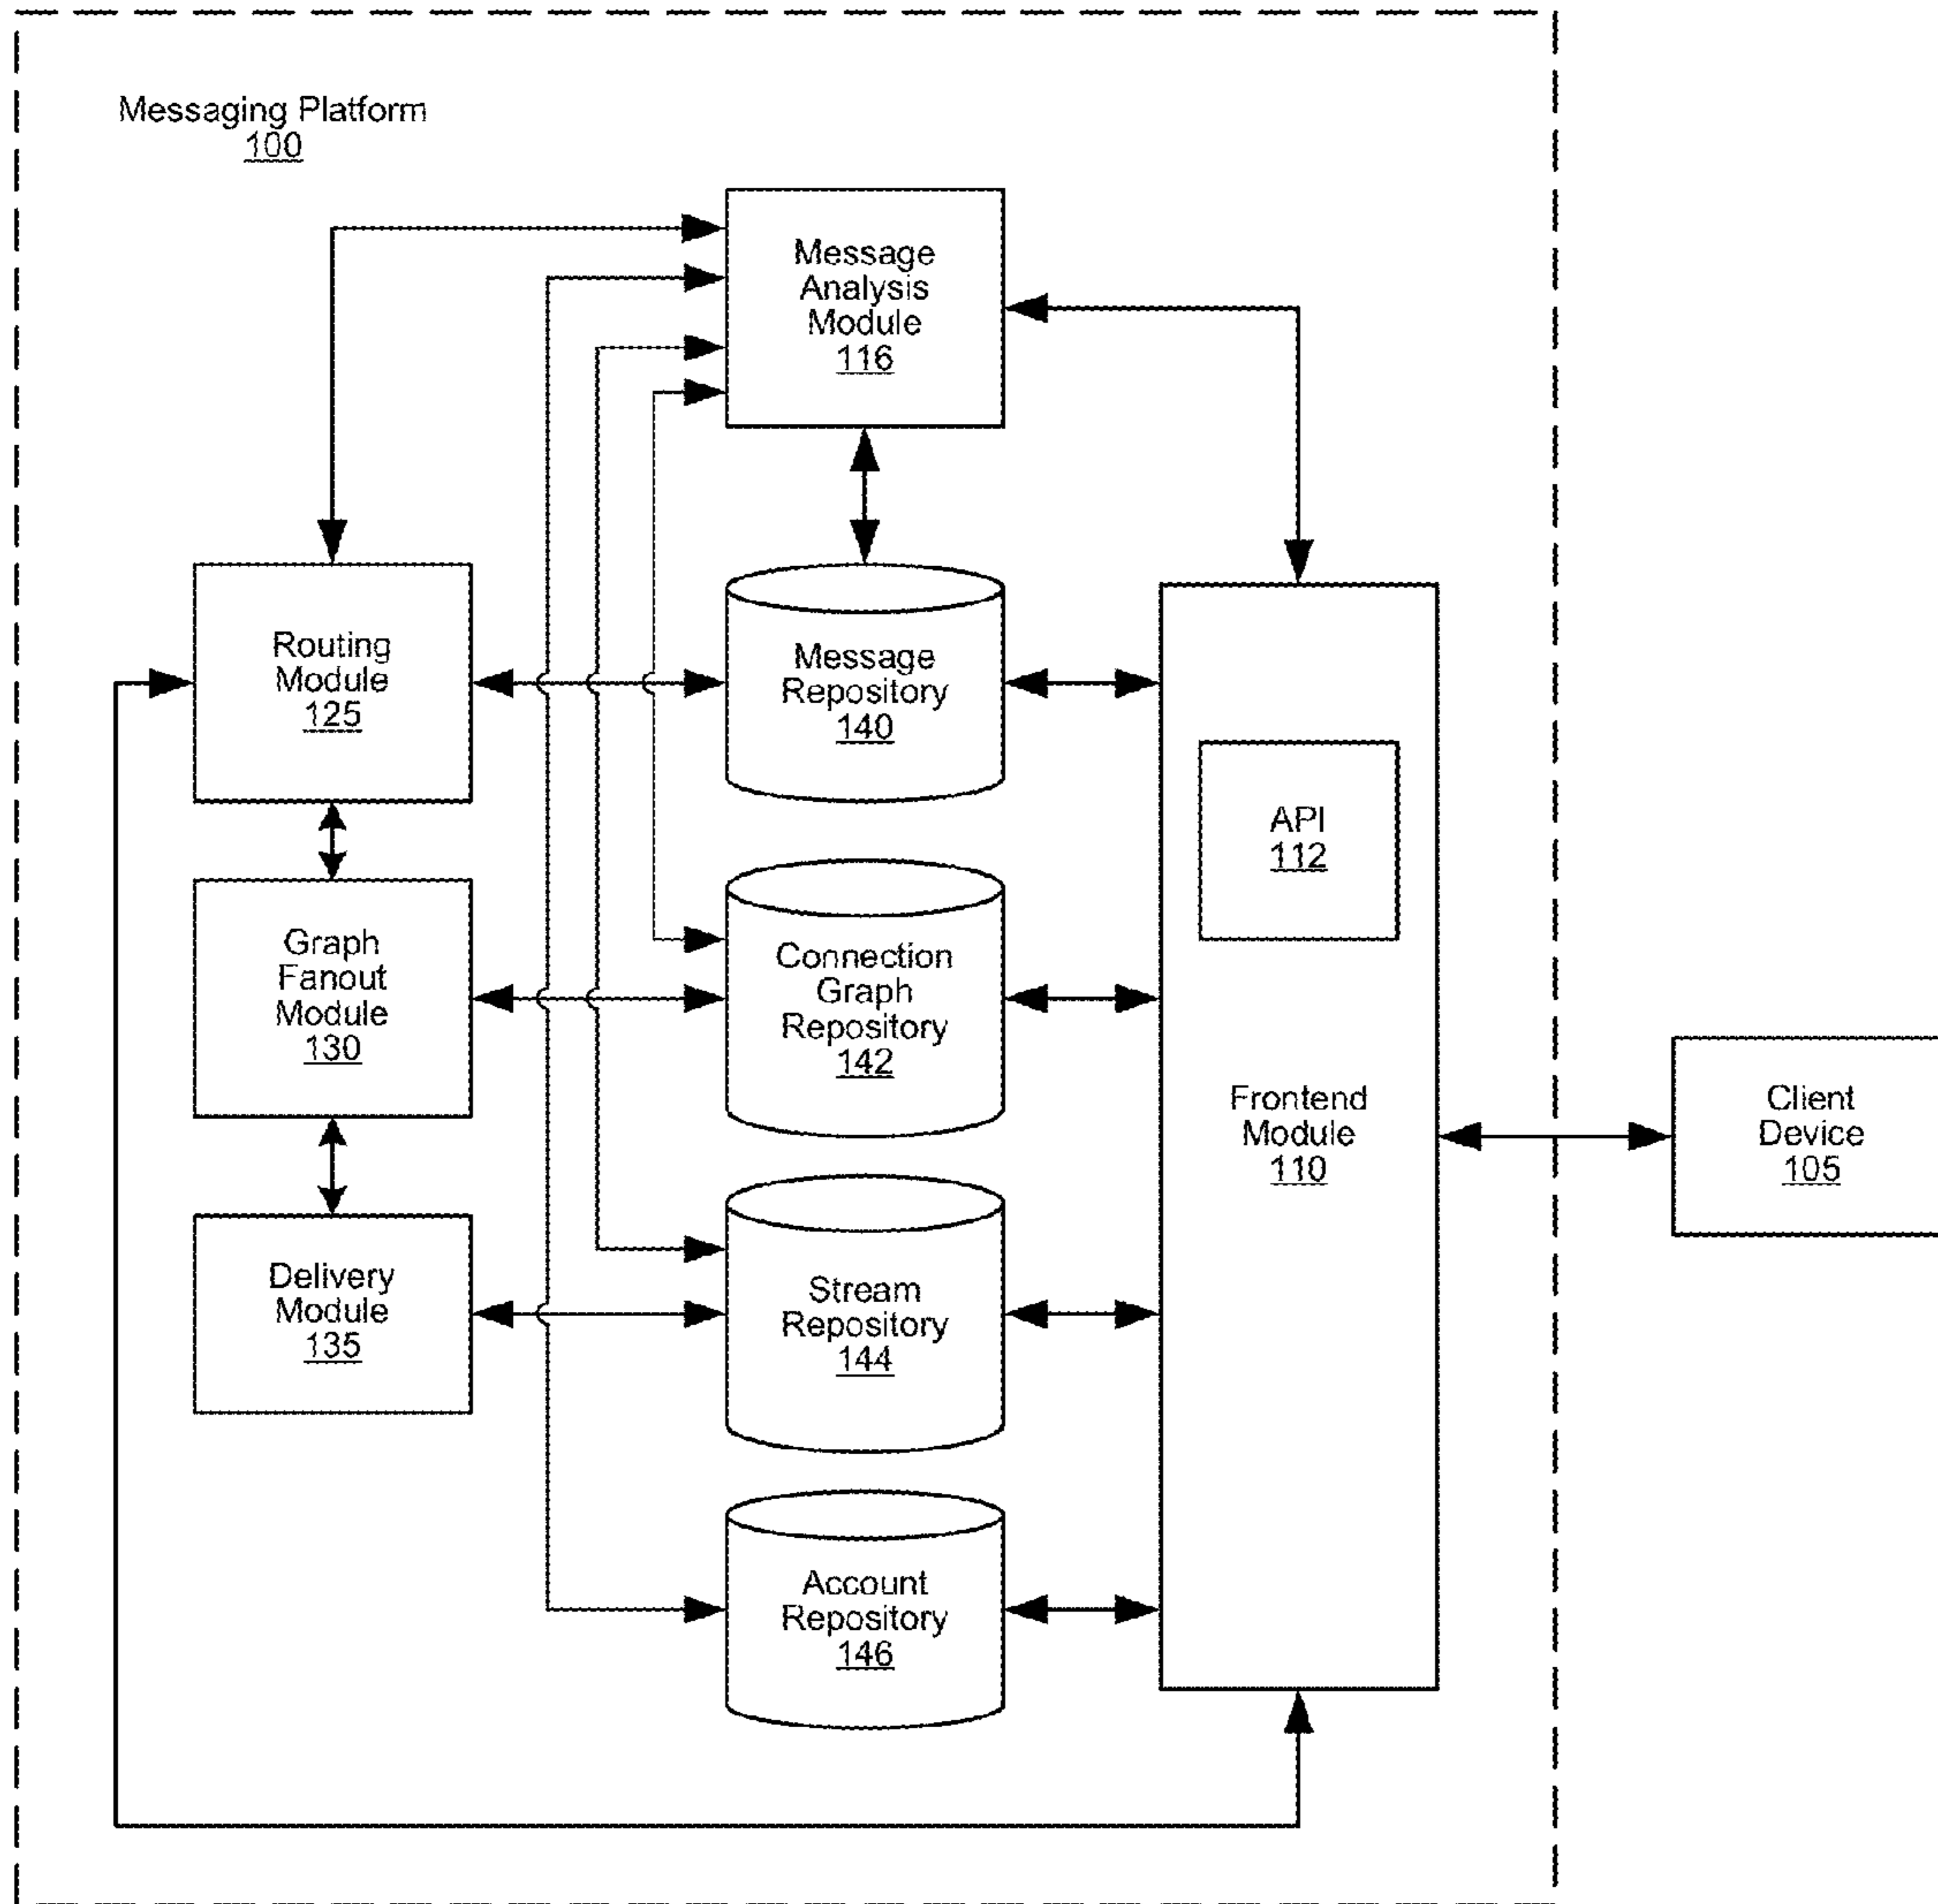 Messaging Platform
100
Message
Analysis
Module
116
Routing
Module
125
Message
Repository
140
API
112
Graph
Fanout
Module
130
Connection
Graph
Repository
142
Frontend
Module
110
Client
Device
105
Delivery
Module
135
Stream
Repository
144
Account
Repository
146